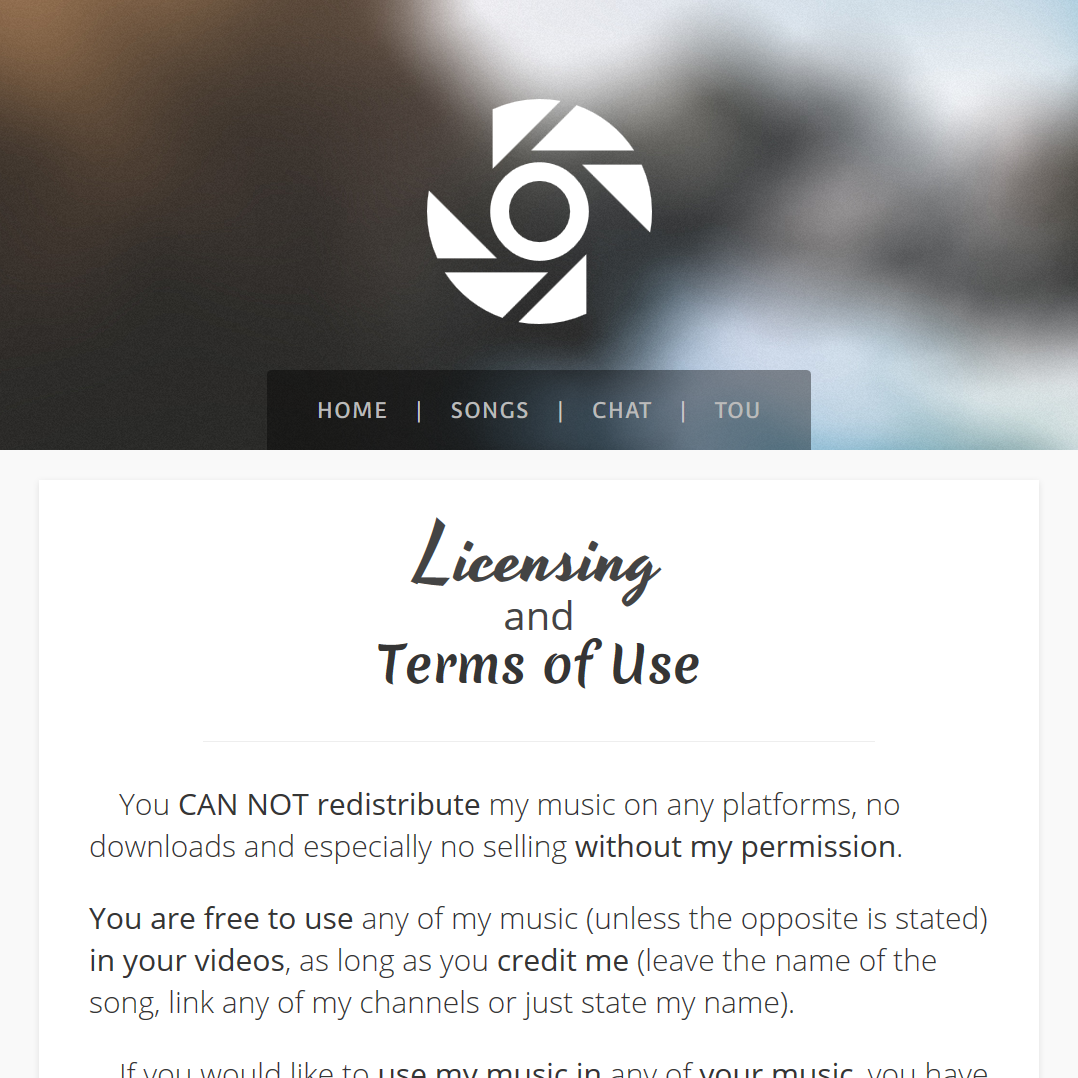 HOME | SONGS | CHAT | TOU
Licensing
and
Terms of Use
You CAN NOT redistribute my music on any platforms, no
downloads and especially no selling without my permission.
You are free to use any of my music (unless the opposite is stated)
in your videos, as long as you credit me (leave the name of the
song, link any of my channels or just state my name).
If you would like to use my music in any of your music, you have